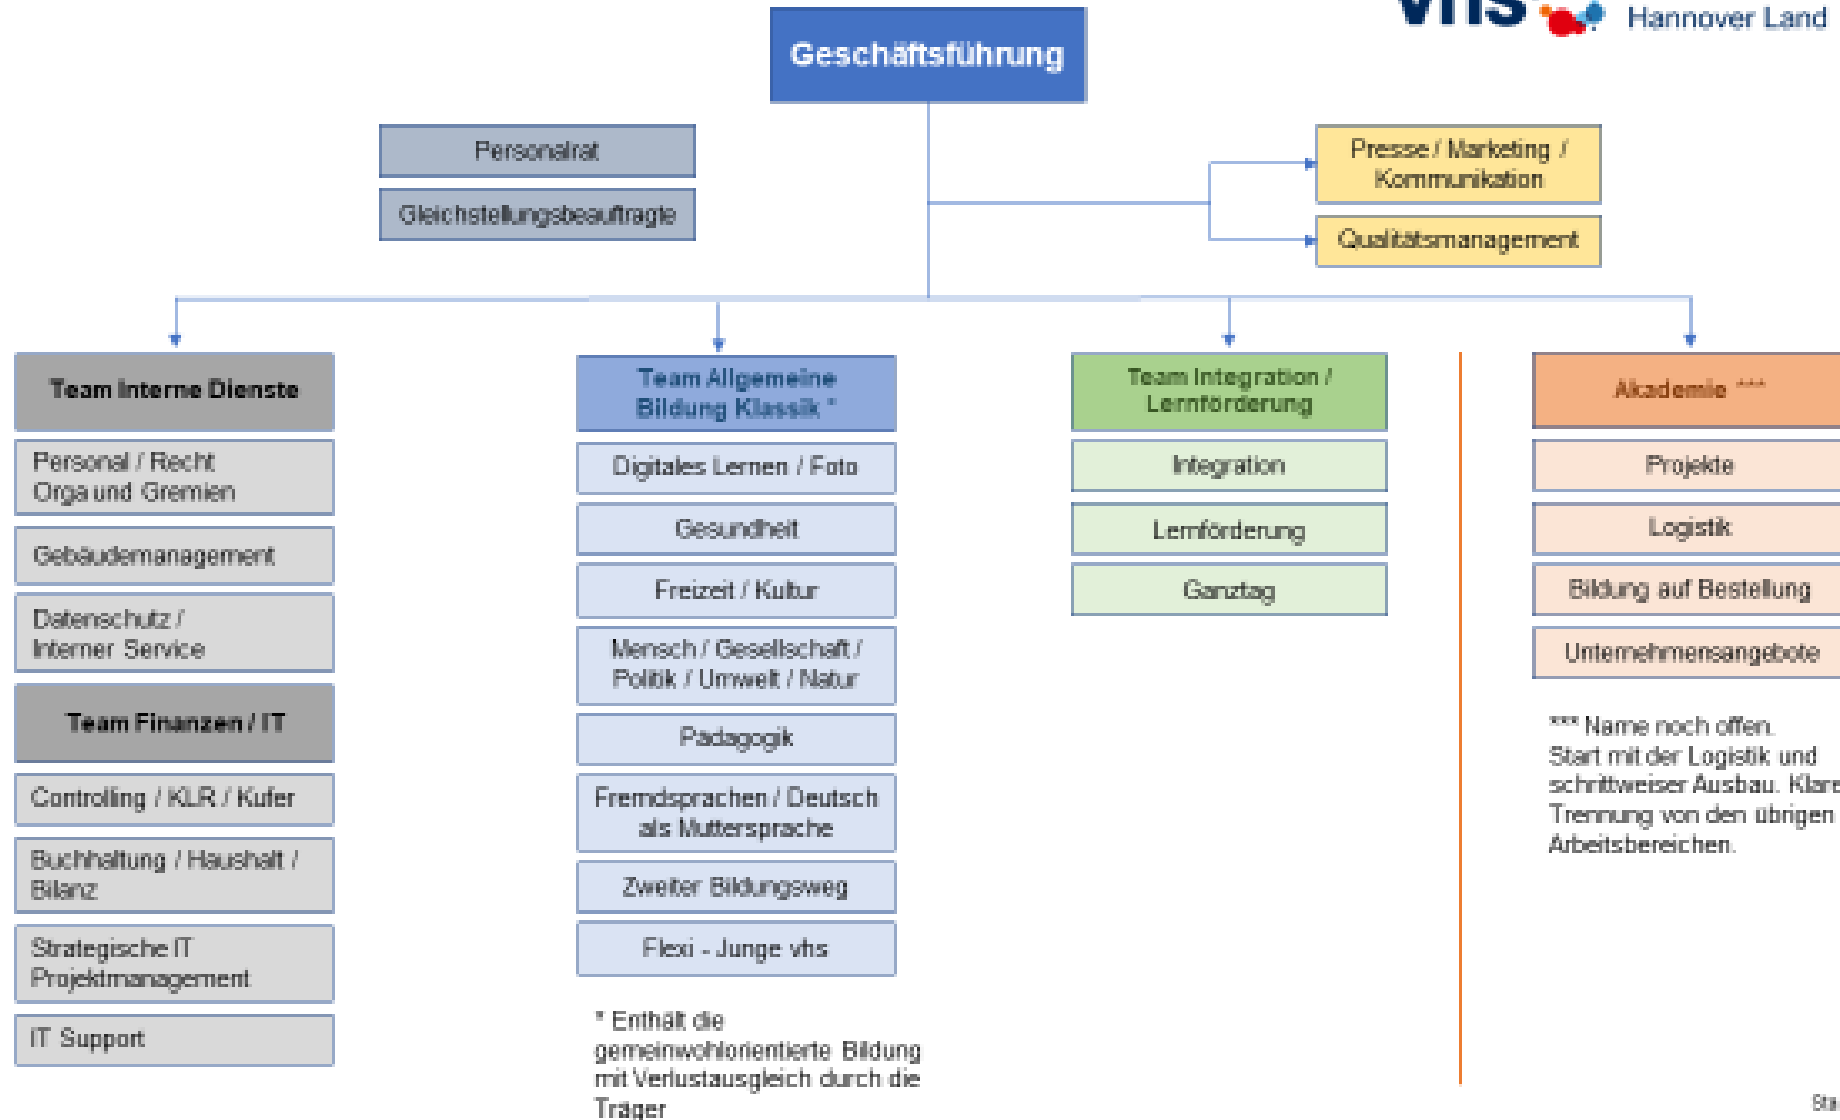 vhs
Hannover Land
Geschäftsführung
Personalrat
Gleichstellungsbeauftragte
Presse / Marketing /
Kommunikation
Qualitätsmanagement
Team Interne Dienste
Personal / Recht
Orga und Gremien
Gebäudemanagement
Datenschutz /
Interner Service
Team Finanzen / IT
Controlling / KLR / Kufer
Buchhaltung / Haushalt /
Bilanz
Strategische IT
Projektmanagement
IT Support
Team Allgemeine
Bildung Klassik *
Digitales Lernen / Foto
Gesundheit
Freizeit / Kultur
Mensch / Gesellschaft /
Politik / Umwelt / Natur
Pädagogik
Fremdsprachen / Deutsch
als Muttersprache
Zweiter Bildungsweg
Flexi - Junge vhs
* Enthält die
gemeinwohlorientierte Bildung
mit Verlustausgleich durch die
Träger
Team Integration /
Lernförderung
Integration
Lernförderung
Ganztag
Akademie ***
Projekte
Logistik
Bildung auf Bestellung
Unternehmensangebote
*** Name noch offen.
Start mit der Logistik und
schrittweiser Ausbau. Klare
Trennung von den übrigen
Arbeitsbereichen.
Sta